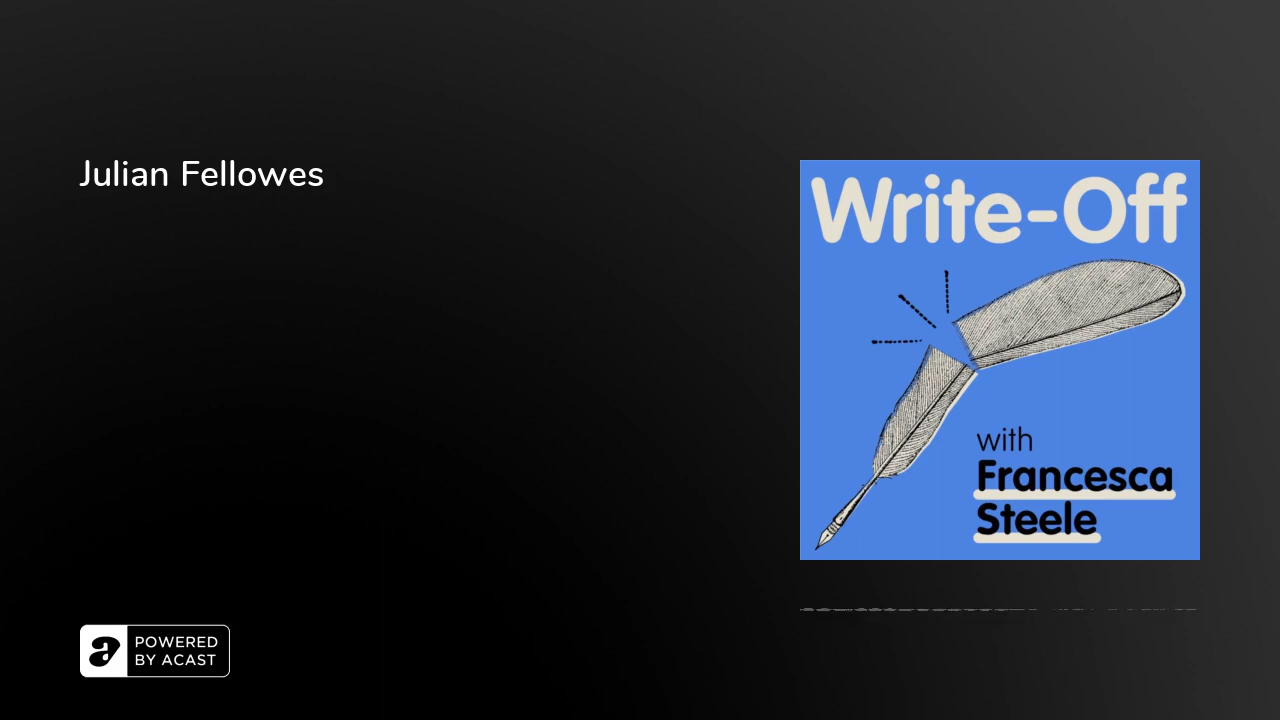 Julian Fellowes
Write-Off
with
Francesca
Steele
a POWERED
BY ACAST